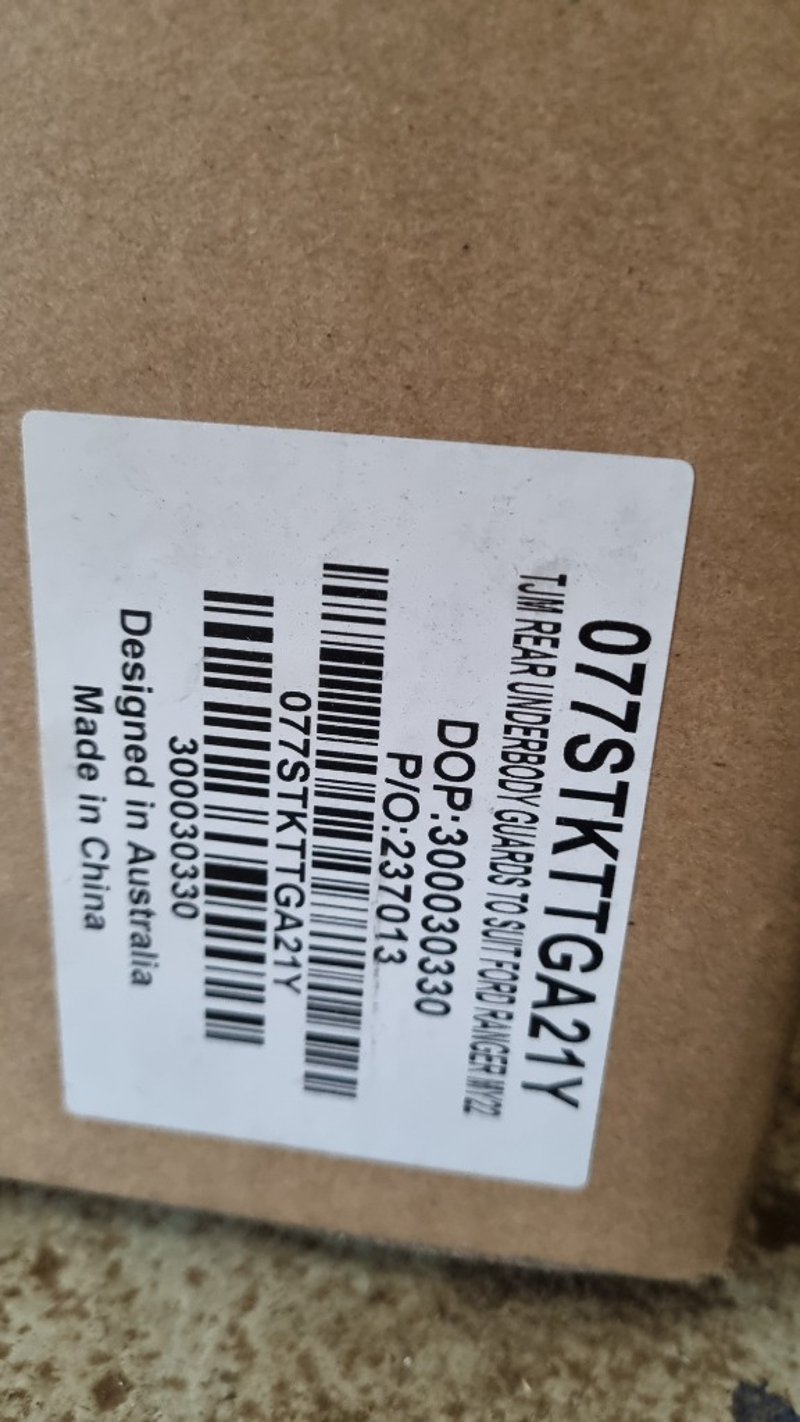 077STKTTGA21Y
TJM REAR UNDERBODY GUARDS TO SUIT FORD RANGER MY22
DOP:300030330
P/O:237013
077STKTTGA21Y
300030330
Designed in Australia
Made in China